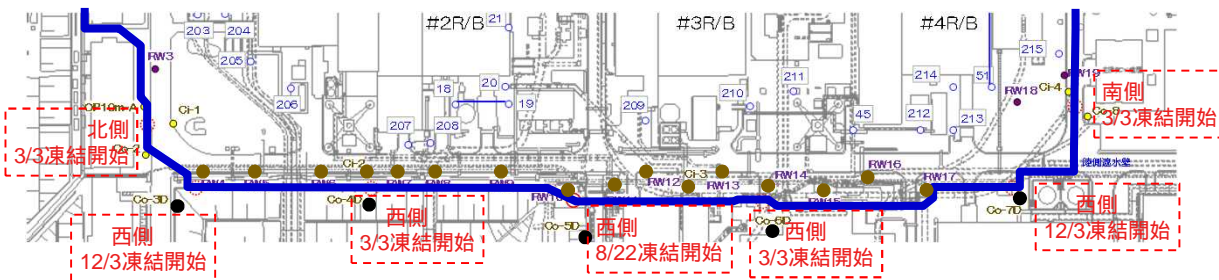 #2R/B
#3R/B
#4R/B
203
204
21
205
206
18
20
19
207
208
209
210
211
45
212
213
214
51
215
RW3
RW18
RW19
Ci-4
Ci-1
北側
3/3凍結開始
南側
3/3凍結開始
陸側遮水壁
Ci-2
Ci-3
RW12
RW13
RW14
RW16
RW17
Co-3D
Co-4D
Co-5D
Co-6D
Co-7D
西側
12/3凍結開始
西側
3/3凍結開始
西側
8/22凍結開始
西側
3/3凍結開始
西側
12/3凍結開始